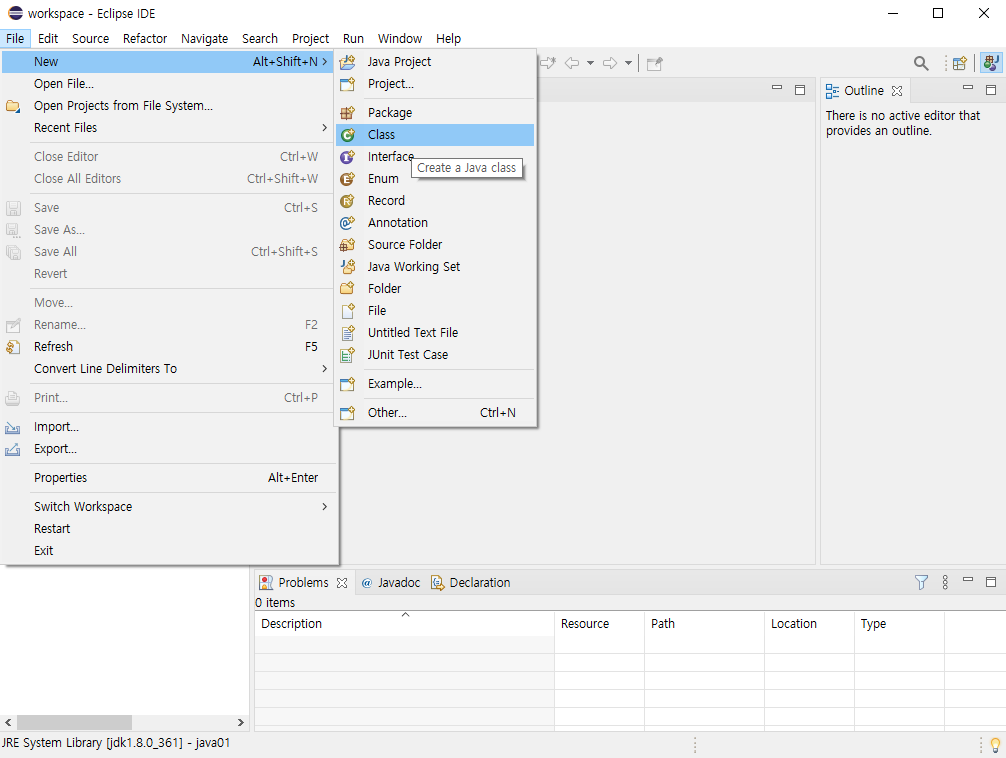 workspace - Eclipse IDE
File Edit Source Refactor Navigate Search Project Run Window Help
New Alt+Shift+N >
Open File...
Open Projects from File System...
Recent Files >
Close Editor Ctrl+W
Close All Editors Ctrl+Shift+W
Save Ctrl+S
Save As...
Save All Ctrl+Shift+S
Revert
Move...
Rename... F2
Refresh F5
Convert Line Delimiters To >
Print... Ctrl+P
Import...
Export...
Properties Alt+Enter
Switch Workspace >
Restart
Exit
Java Project
Project...
Package
Class
Interface
Create a Java class
Enum
Record
Annotation
Source Folder
Java Working Set
Folder
File
Untitled Text File
JUnit Test Case
Example...
Other... Ctrl+N
Outline
There is no active editor that
provides an outline.
Problems @ Javadoc Declaration
0 items
Description Resource Path Location Type
JRE System Library [jdk1.8.0_361] - java01